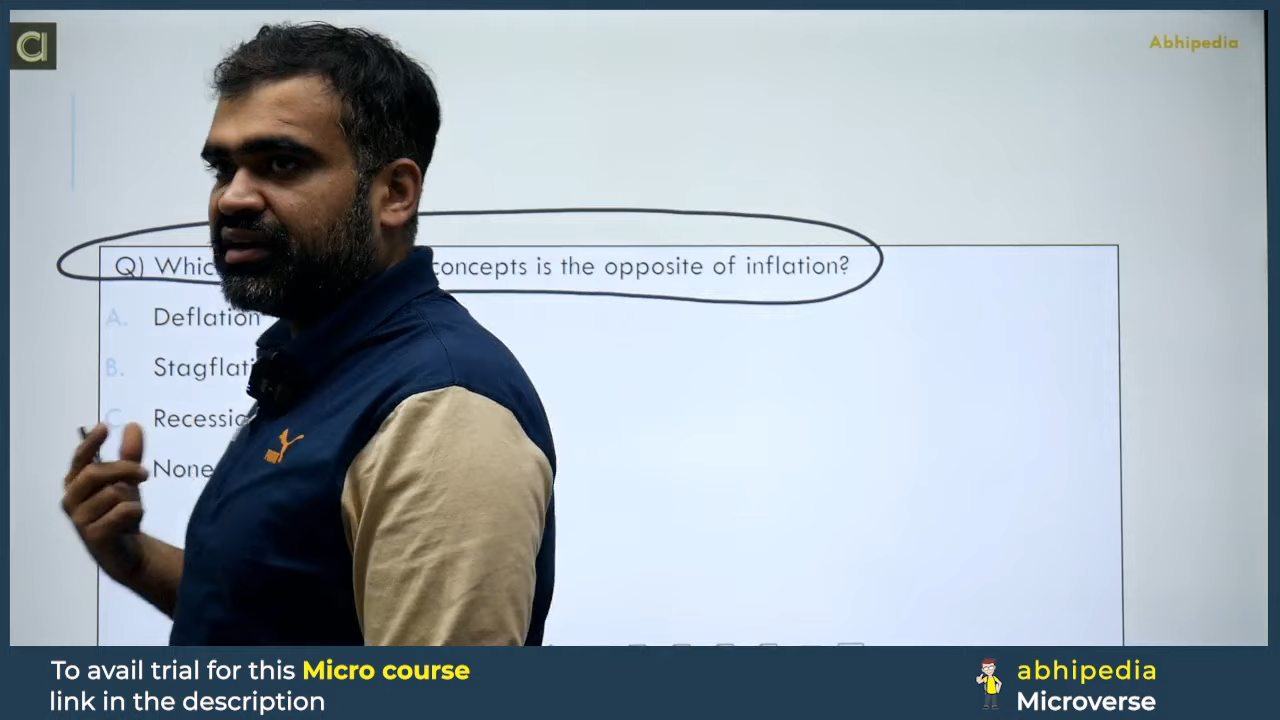 Abhipedia
Q) Whic concepts is the opposite of inflation?
A. Deflation
B. Stagflati
C. Recessio
None
To avail trial for this Micro course
link in the description
abhipedia
Microverse